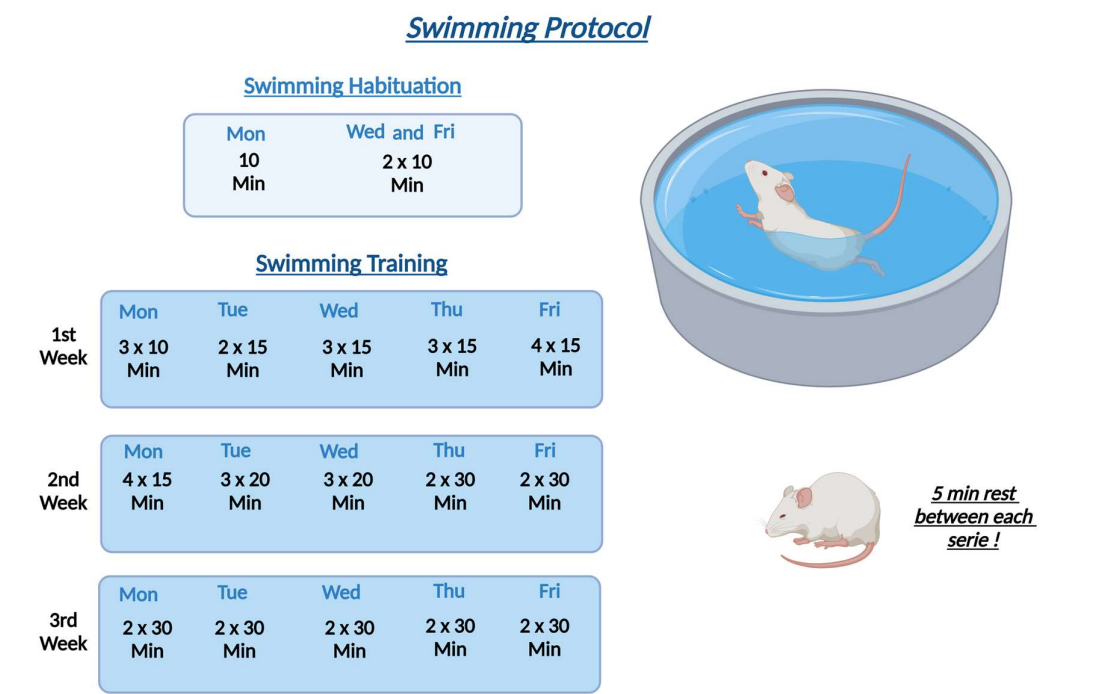 Swimming Protocol
Swimming Habituation
Mon Wed and Fri
10 2 x 10
Min Min
Swimming Training
Mon Tue Wed Thu Fri
1st
Week
3 x 10 2 x 15 3 x 15 3 x 15 4 x 15
Min Min Min Min Min
Mon Tue Wed Thu Fri
2nd
Week
4 x 15 3 x 20 3 x 20 2 x 30 2 x 30
Min Min Min Min Min
5 min rest
between each
serie !
Mon Tue Wed Thu Fri
3rd
Week
2 x 30 2 x 30 2 x 30 2 x 30 2 x 30
Min Min Min Min Min